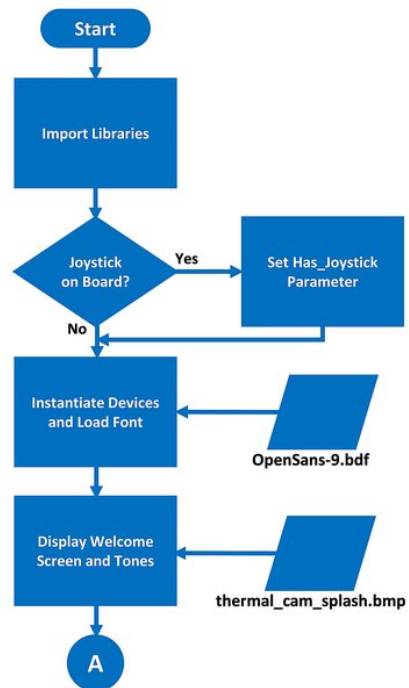 Start
Import Libraries
Joystick
on Board?
Yes
Set Has_Joystick
Parameter
No
Instantiate Devices
and Load Font
OpenSans-9.bdf
Display Welcome
Screen and Tones
thermal_cam_splash.bmp
A